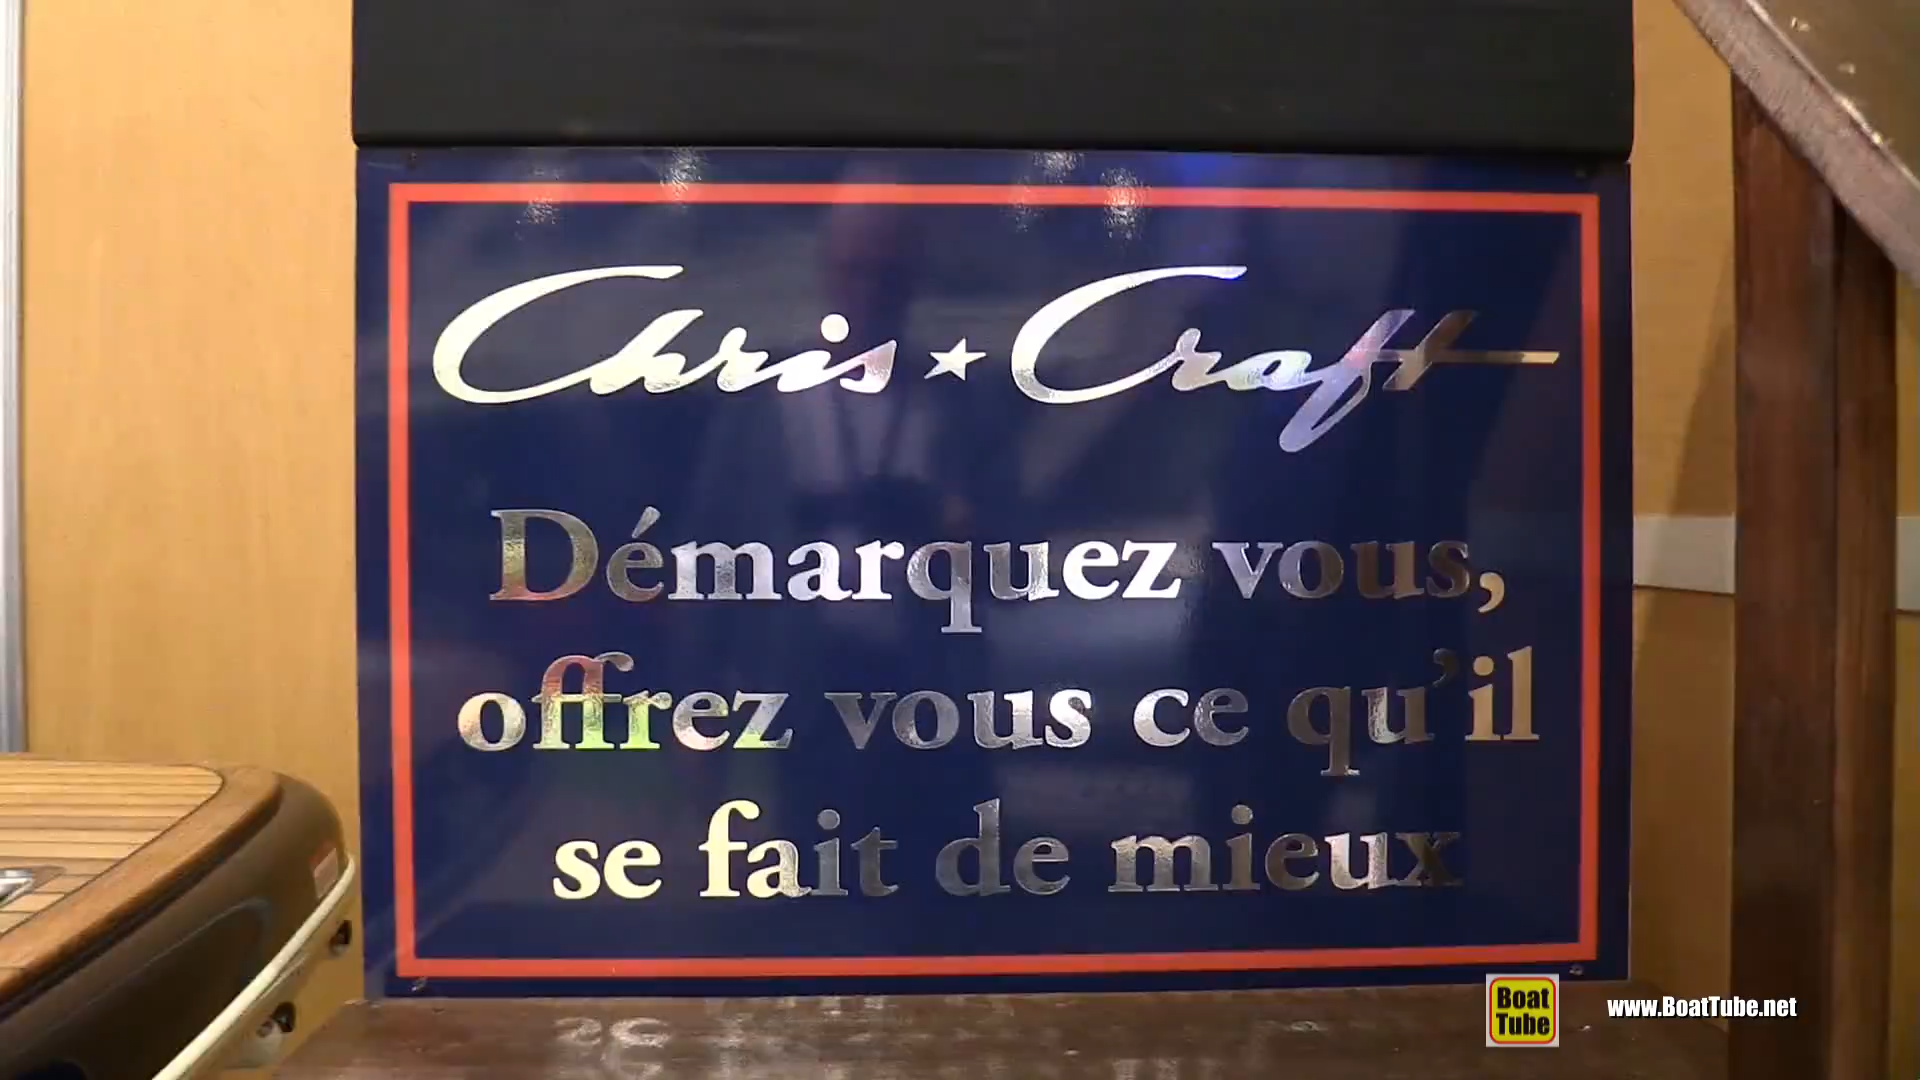 Chris★Craft
Démarquez vous,
offrez vous ce qu'il
se fait de mieux
Boat
Tube
www.BoatTube.net